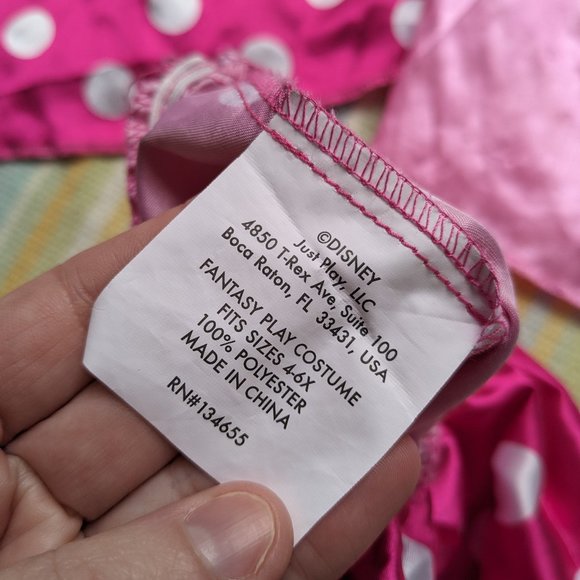 ©DISNEY
Just Play, LLC
4850 T-Rex Ave, Suite 100
Boca Raton, FL 33431, USA
FANTASY PLAY COSTUME
FITS SIZES 4-6X
100% POLYESTER
MADE IN CHINA
RN#134655